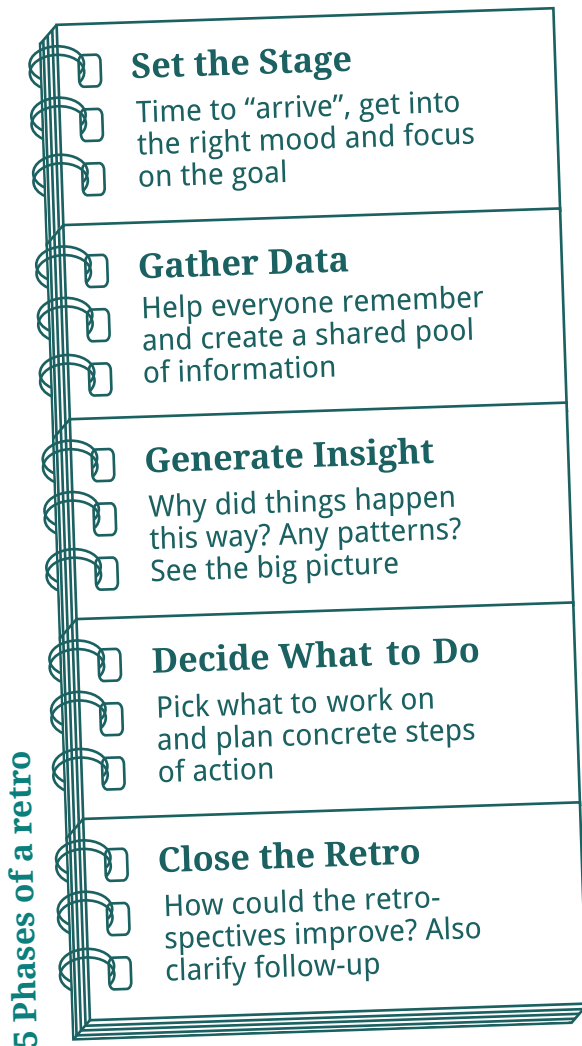 Set the Stage
Time to “arrive”, get into
the right mood and focus
on the goal
Gather Data
Help everyone remember
and create a shared pool
of information
Generate Insight
Why did things happen
this way? Any patterns?
See the big picture
Decide What to Do
Pick what to work on
and plan concrete steps
of action
Close the Retro
How could the retro-
spectives improve? Also
clarify follow-up
5 Phases of a retro